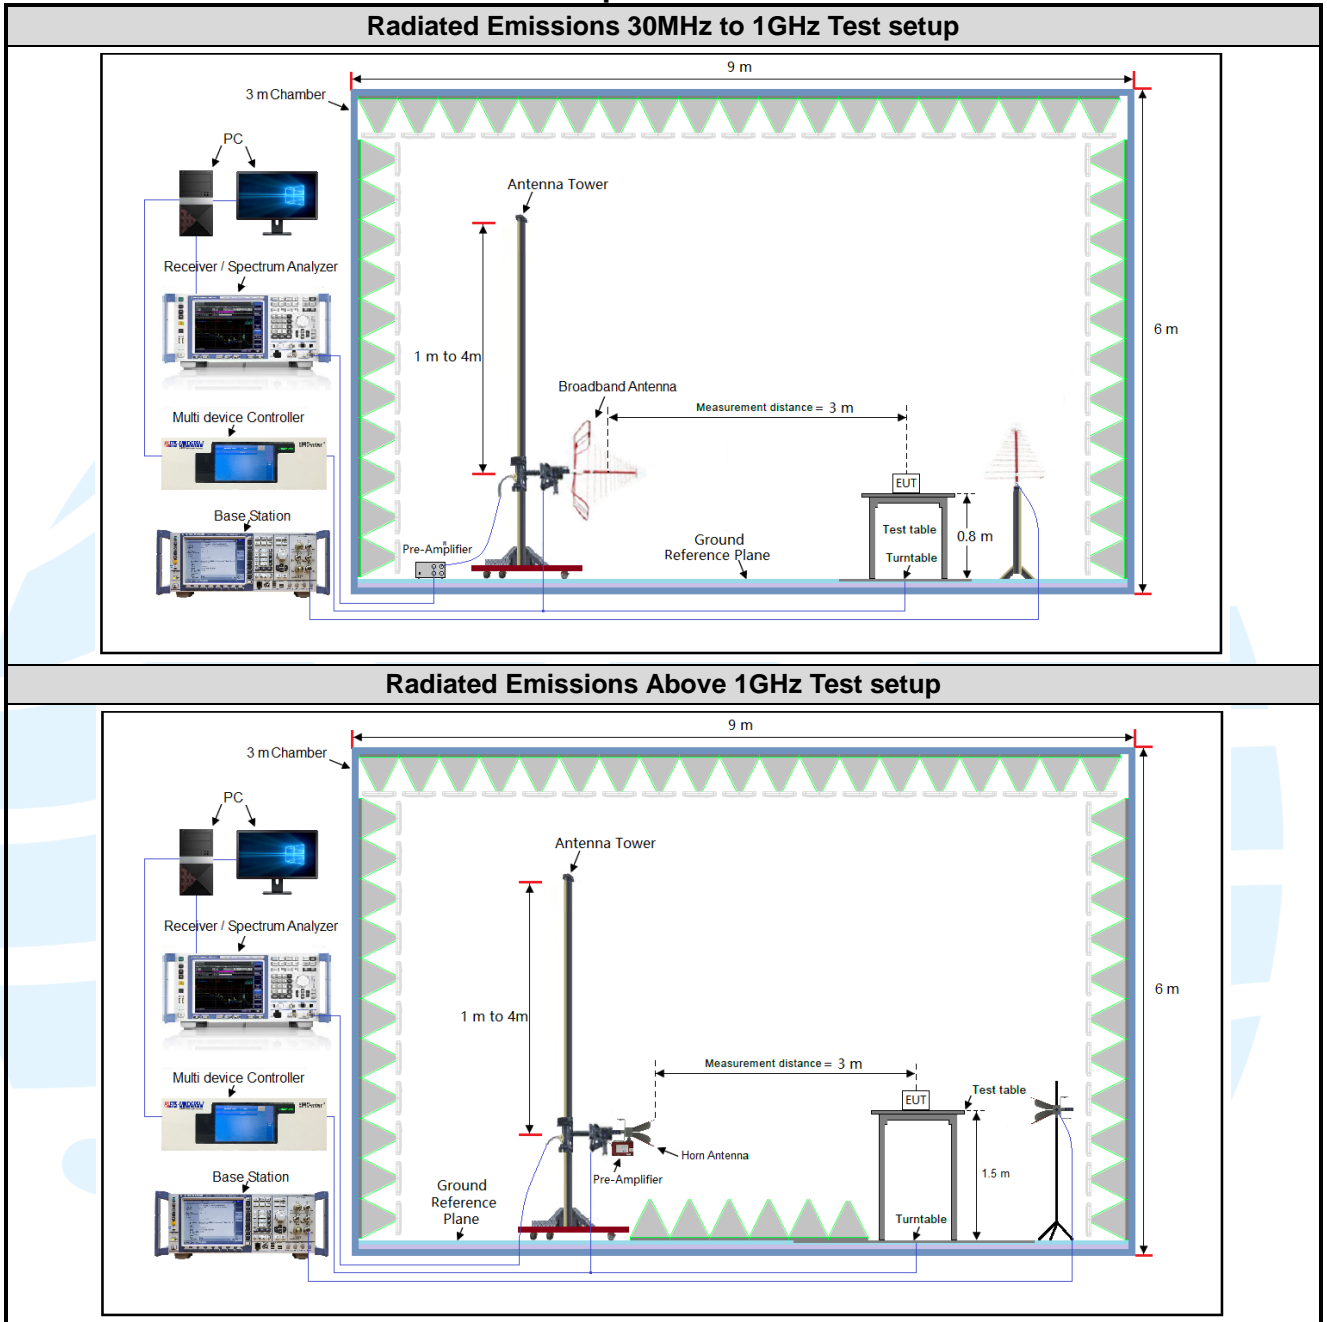 Radiated Emissions 30MHz to 1GHz Test setup
9 m
3 m Chamber
PC
Antenna Tower
Receiver / Spectrum Analyzer
6 m
1 m to 4m
Broadband Antenna
Measurement distance = 3 m
Multi device Controller
EUT
Base Station
Test table
0.8 m
Ground
Reference Plane
Pre-Amplifier
Turntable
Radiated Emissions Above 1GHz Test setup
9 m
3 m Chamber
PC
Antenna Tower
Receiver / Spectrum Analyzer
6 m
1 m to 4m
Measurement distance = 3 m
Multi device Controller
Test table
EUT
Horn Antenna
Pre-Amplifier
1.5 m
Base Station
Ground
Reference
Plane
Turntable